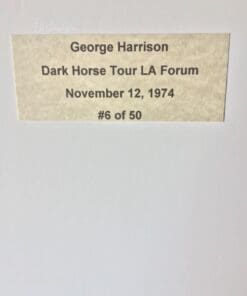 George Harrison
Dark Horse Tour LA Forum
November 12, 1974
#6 of 50